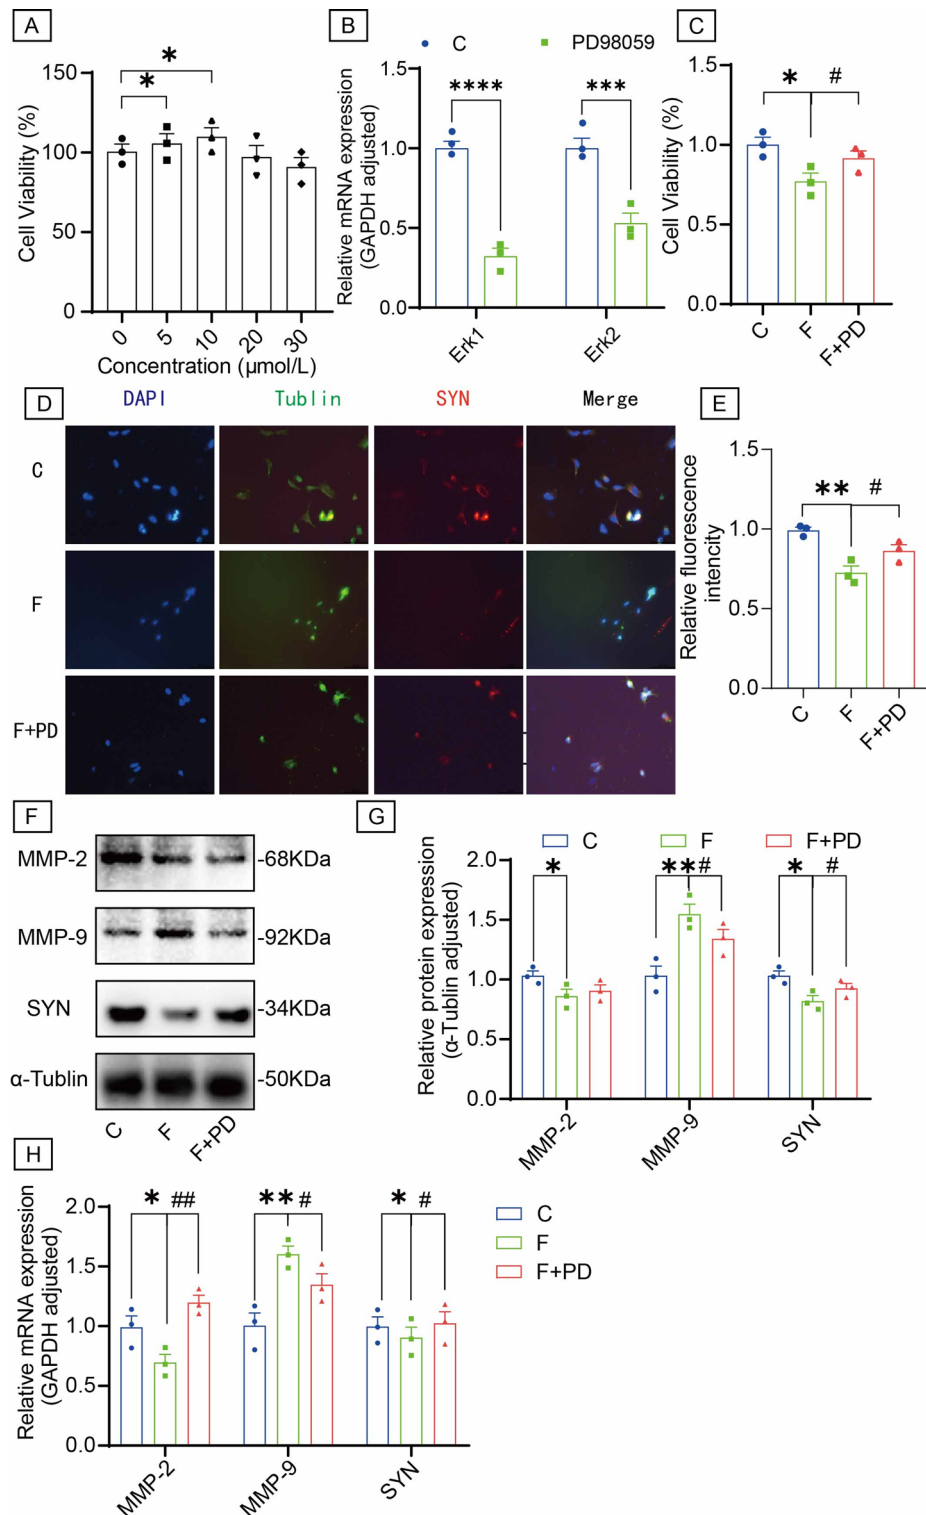 A
Cell Viability (%)
150
100
50
0
*
*
0
5
10
20
30
Concentration (μmol/L)
B
C
PD98059
Relative mRNA expression
(GAPDH adjusted)
1.5
1.0
0.5
0.0
****
***
Erk1
Erk2
C
Cell Viability (%)
1.5
1.0
0.5
0.0
*
#
C
F
F+PD
D
DAPI
Tublin
SYN
Merge
C
F
F+PD
E
Relative fluorescence
intencity
1.5
1.0
0.5
0.0
**
#
C
F
F+PD
F
MMP-2
-68KDa
MMP-9
-92KDa
SYN
-34KDa
α-Tublin
-50KDa
C
F
F+PD
G
C
F
F+PD
Relative protein expression
(α-Tublin adjusted)
2.0
1.5
1.0
0.5
0.0
*
**
#
*
#
MMP-2
MMP-9
SYN
H
Relative mRNA expression
(GAPDH adjusted)
2.0
1.5
1.0
0.5
0.0
*
##
**
#
*
#
MMP-2
MMP-9
SYN
C
F
F+PD